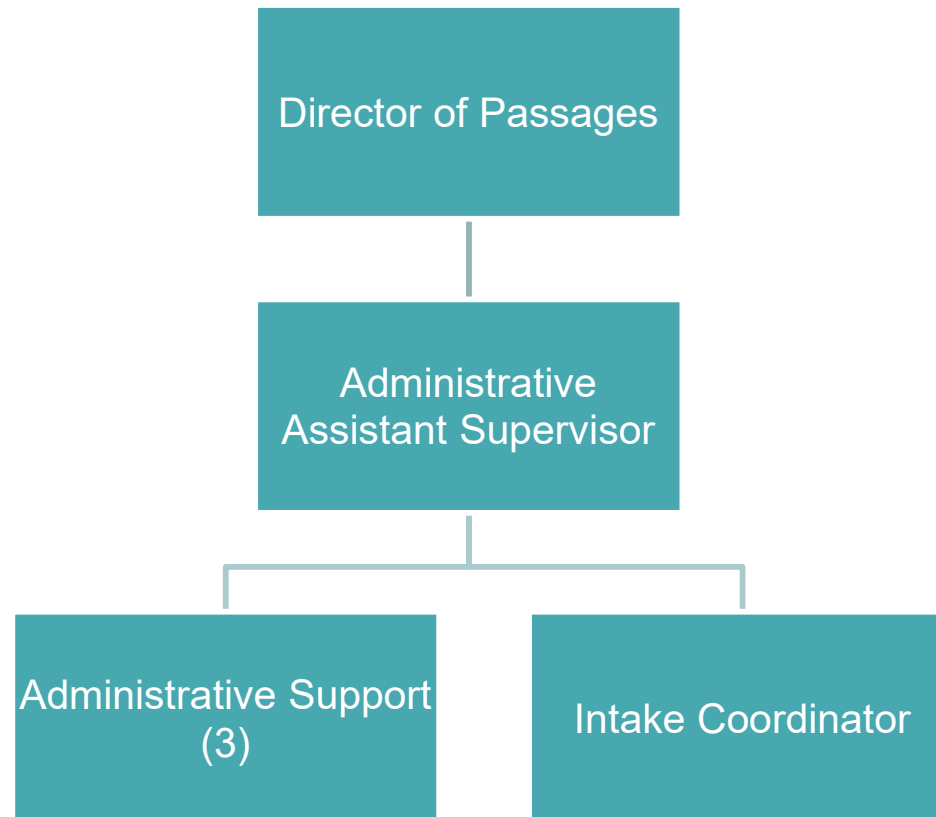 Director of Passages
Administrative
Assistant Supervisor
Administrative Support
(3)
Intake Coordinator